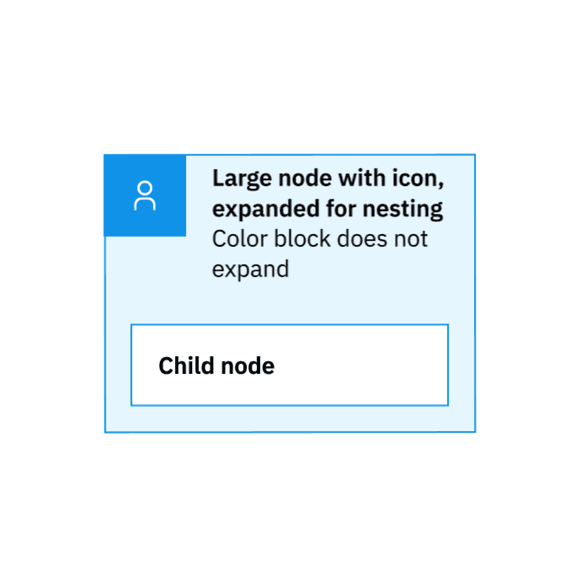 Large node with icon,
expanded for nesting
Color block does not
expand
Child node